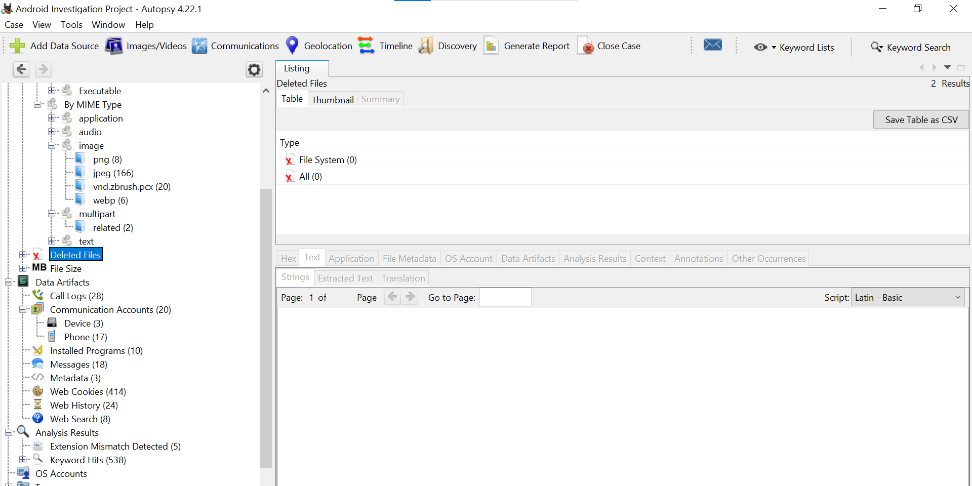 Android Investigation Project - Autopsy 4.22.1
Case View Tools Window Help
Add Data Source Images/Videos Communications Geolocation Timeline Discovery Generate Report Close Case Keyword Lists Keyword Search
Listing
Deleted Files 2 Results
Table Thumbnail Summary
Save Table as CSV
Type
File System (0)
All (0)
Executable
By MIME Type
application
audio
image
png (8)
jpeg (166)
vnd.zbrush.pcx (20)
webp (6)
multipart
related (2)
text
Deleted Files
MB File Size
Data Artifacts
Call Logs (28)
Communication Accounts (20)
Device (3)
Phone (17)
Installed Programs (10)
Messages (18)
Metadata (3)
Web Cookies (414)
Web History (24)
Web Search (8)
Analysis Results
Extension Mismatch Detected (5)
Keyword Hits (538)
OS Accounts
Hex Text Application File Metadata OS Account Data Artifacts Analysis Results Context Annotations Other Occurrences
Strings Extracted Text Translation
Page: 1 of Page Go to Page: Script: Latin - Basic